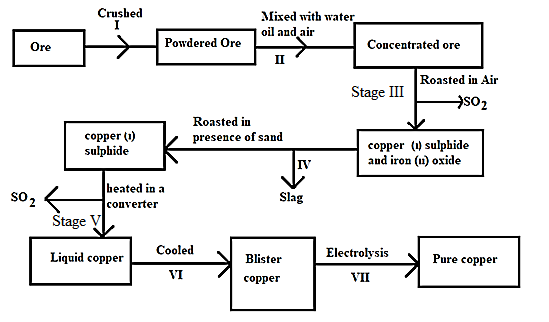 Crushed
I
Mixed with water
oil and air
II
Ore
Powdered Ore
Concentrated ore
Roasted in Air
Stage III
SO2
Roasted in
presence of sand
copper (I)
sulphide
copper (I) sulphide
and iron (II) oxide
IV
Slag
SO2
heated in a
converter
Stage V
Liquid copper
Cooled
VI
Blister
copper
Electrolysis
VII
Pure copper